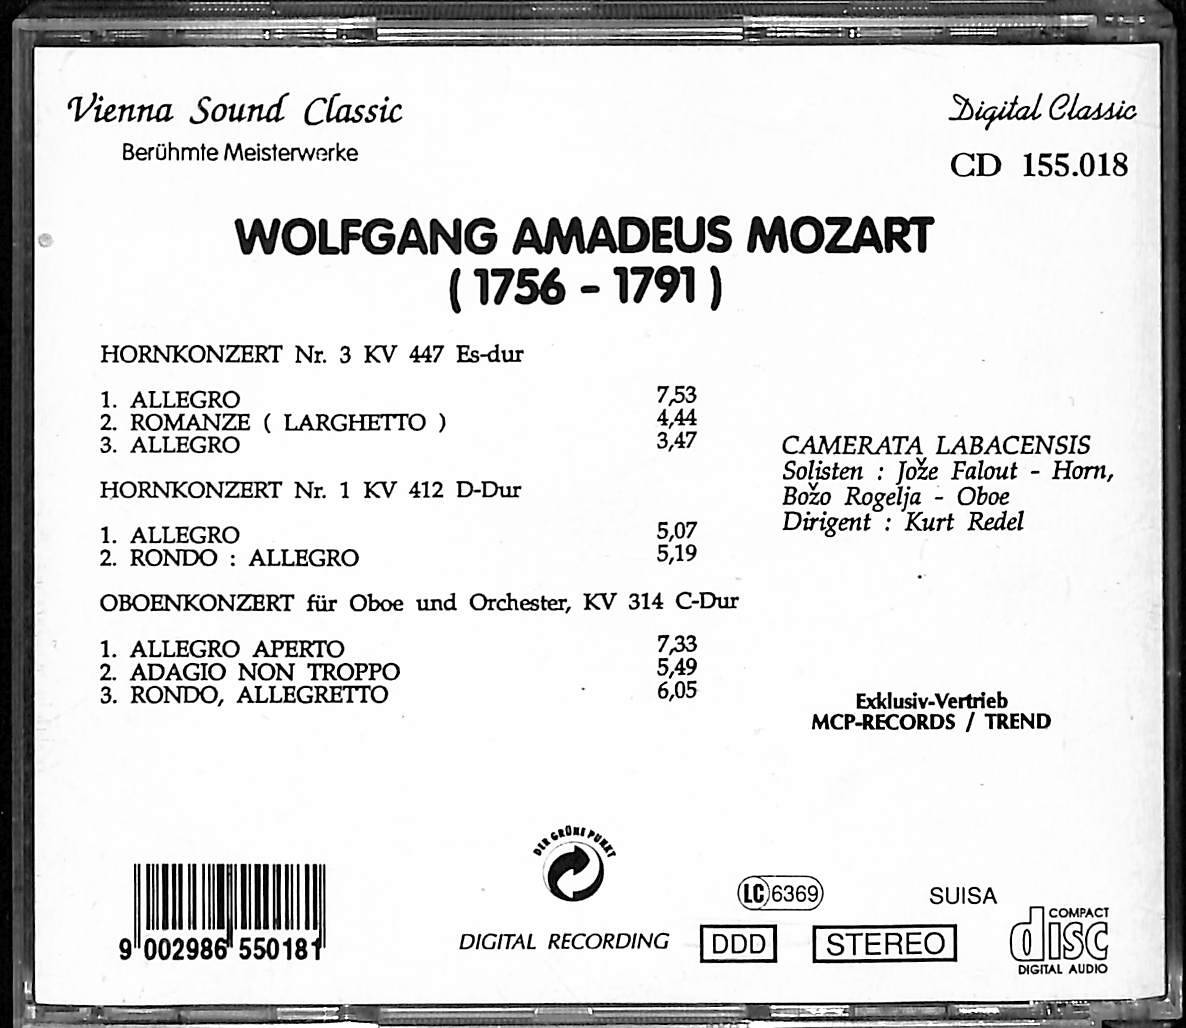 Vienna Sound Classic
Berühmte Meisterwerke
Digital Classic
CD 155.018
WOLFGANG AMADEUS MOZART
( 1756 - 1791 )
HORNKONZERT Nr. 3 KV 447 Es-dur
1. ALLEGRO 7,53
2. ROMANZE ( LARGHETTO ) 4,44
3. ALLEGRO 3,47
HORNKONZERT Nr. 1 KV 412 D-Dur
1. ALLEGRO 5,07
2. RONDO : ALLEGRO 5,19
OBOENKONZERT für Oboe und Orchester, KV 314 C-Dur
1. ALLEGRO APERTO 7,33
2. ADAGIO NON TROPPO 5,49
3. RONDO, ALLEGRETTO 6,05
CAMERATA LABACENSIS
Solisten : Jože Falout - Horn,
Božo Rogelja - Oboe
Dirigent : Kurt Redel
Exklusiv-Vertrieb
MCP-RECORDS / TREND
DER GRÜNE PUNKT
9 002986 550181
DIGITAL RECORDING
LC 6369
DDD
SUISA
STEREO
COMPACT
disc
DIGITAL AUDIO